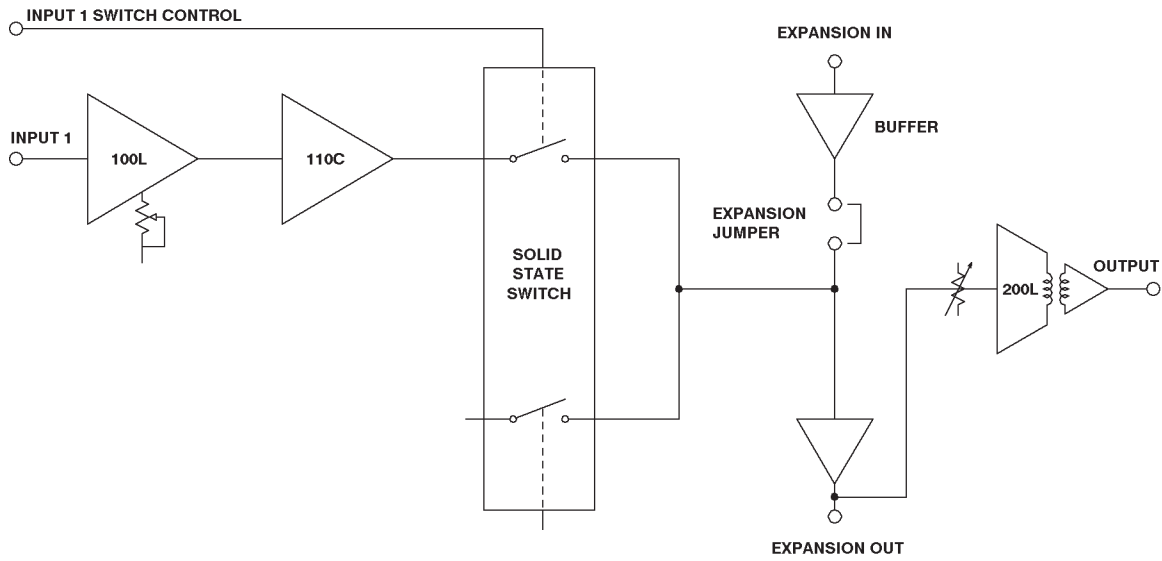 INPUT 1 SWITCH CONTROL
EXPANSION IN
INPUT 1
100L
110C
BUFFER
EXPANSION
JUMPER
SOLID
STATE
SWITCH
200L
OUTPUT
EXPANSION OUT